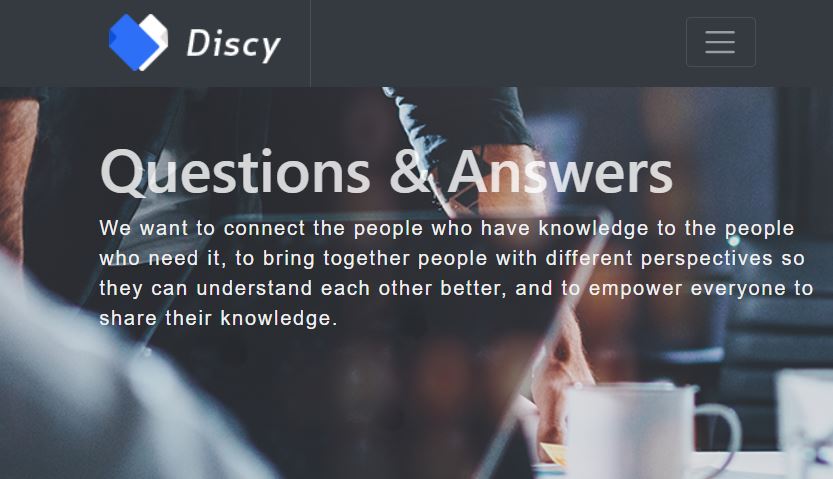 Discy
Questions & Answers
We want to connect the people who have knowledge to the people
who need it, to bring together people with different perspectives so
they can understand each other better, and to empower everyone to
share their knowledge.